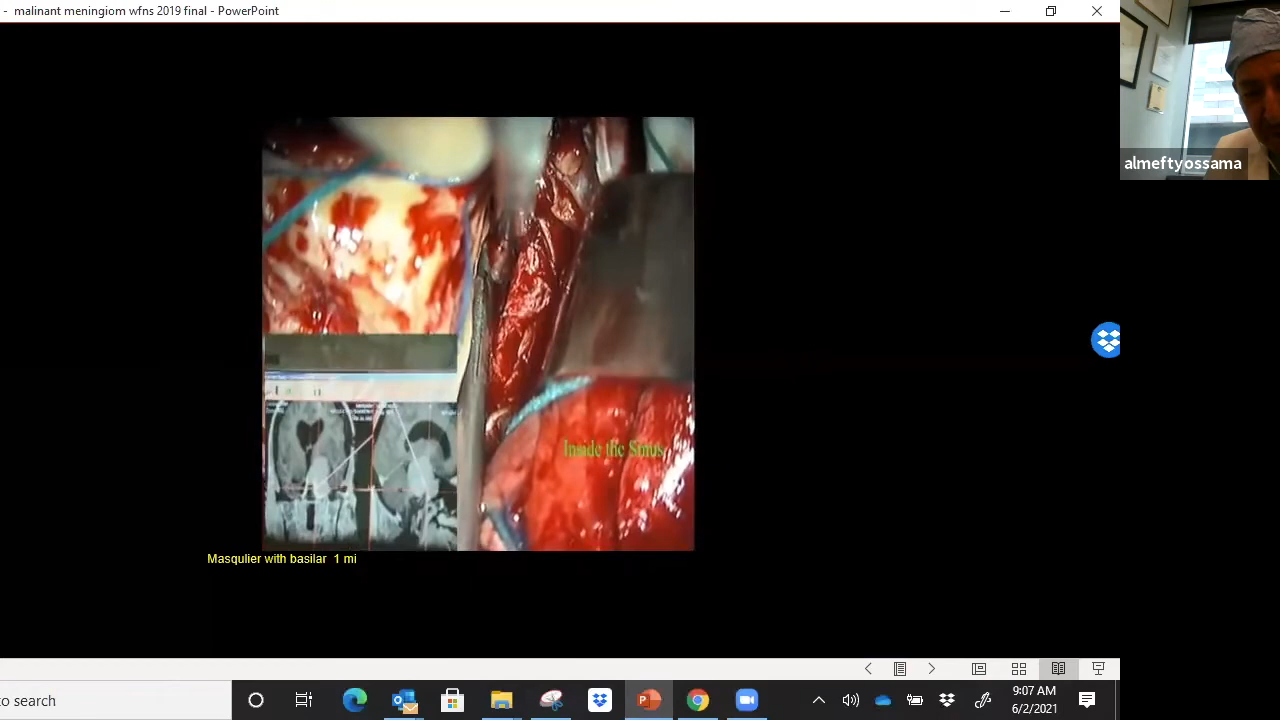 - malinant meningiom wfns 2019 final - PowerPoint
almeftyossama
Inside the Sinus
Masqulier with basilar 1 mi
to search
9:07 AM
6/2/2021